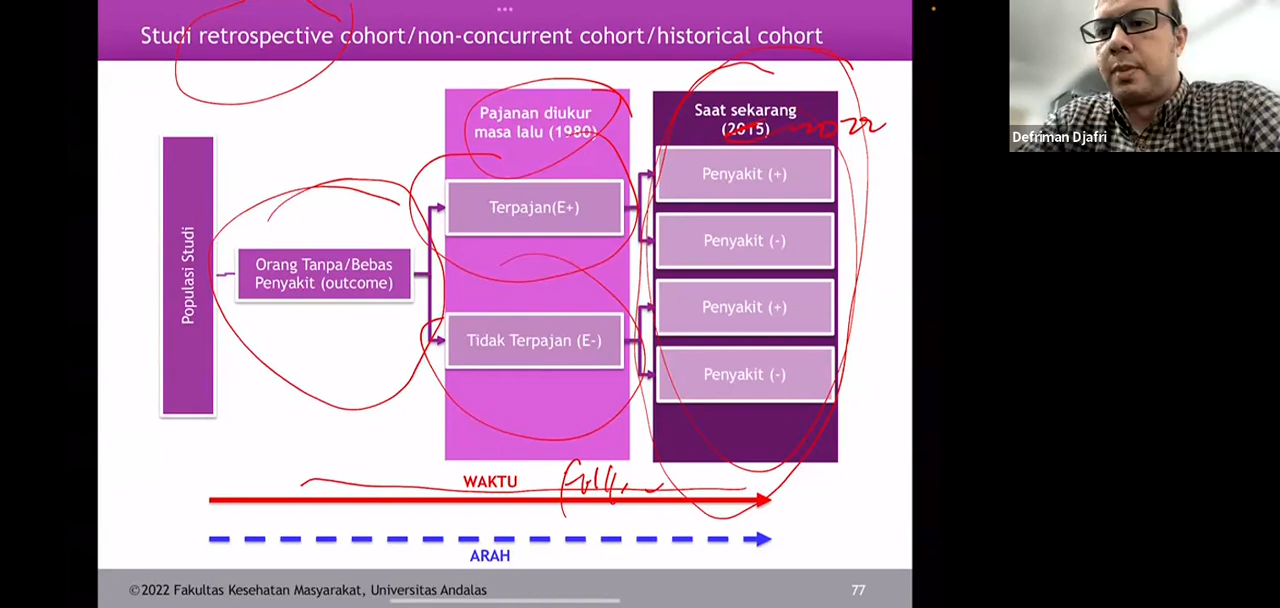 Studi retrospective cohort/non-concurrent cohort/historical cohort
Populasi Studi
Orang Tanpa/Bebas
Penyakit (outcome)
Pajanan diukur
masa lalu (1980)
Terpajan(E+)
Tidak Terpajan (E-)
Saat sekarang
(2015) 2022
Penyakit (+)
Penyakit (-)
Penyakit (+)
Penyakit (-)
WAKTU
ARAH
©2022 Fakultas Kesehatan Masyarakat, Universitas Andalas
77
Defriman Djafri